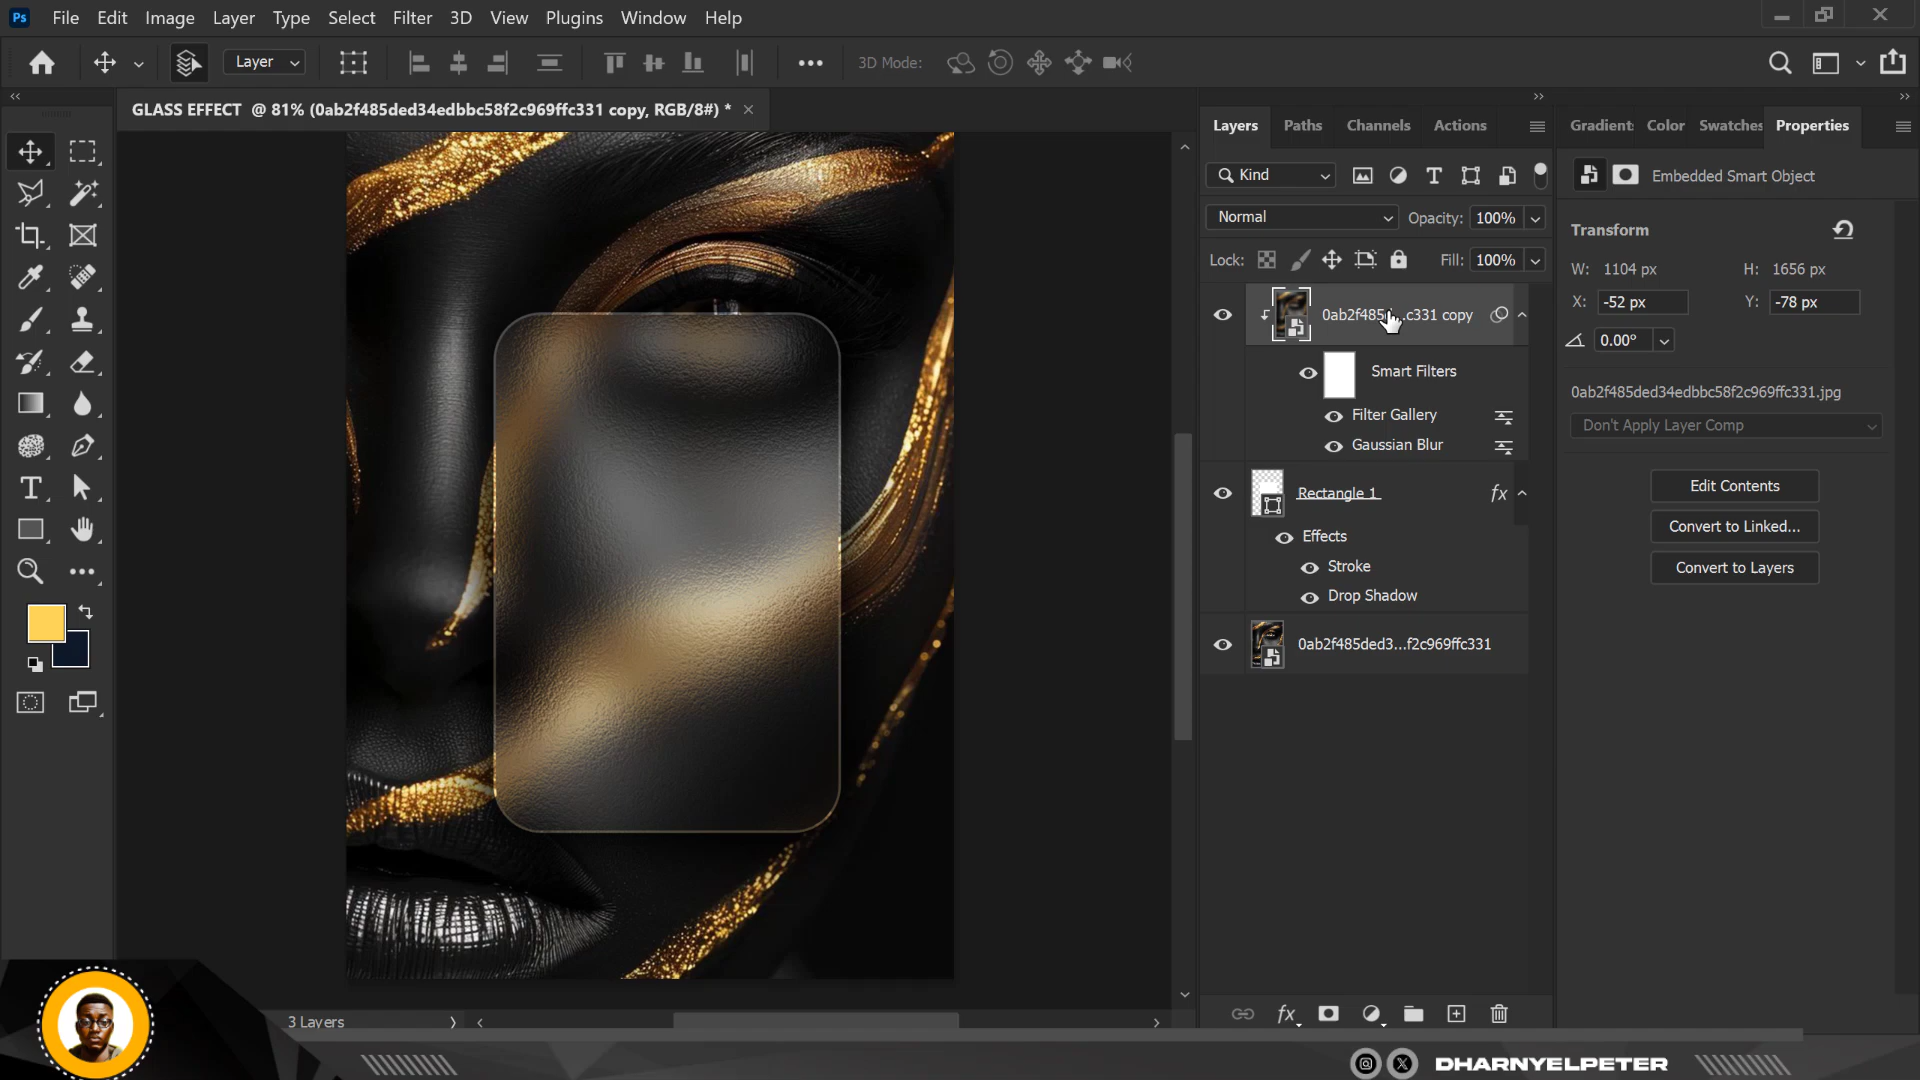 Ps File Edit Image Layer Type Select Filter 3D View Plugins Window Help
Layer 3D Mode:
GLASS EFFECT @ 81% (0ab2f485ded34edbbc58f2c969ffc331 copy, RGB/8#) *
Layers Paths Channels Actions
Gradient Color Swatches Properties
Kind
Embedded Smart Object
Normal Opacity: 100%
Lock: Fill: 100%
Transform
W: 1104 px H: 1656 px
X: -52 px Y: -78 px
0.00°
0ab2f485...c331 copy
Smart Filters
Filter Gallery
Gaussian Blur
0ab2f485ded34edbbc58f2c969ffc331.jpg
Don't Apply Layer Comp
Edit Contents
Convert to Linked...
Convert to Layers
Rectangle 1 fx
Effects
Stroke
Drop Shadow
0ab2f485ded3...f2c969ffc331
3 Layers
fx
DHARNYELPETER